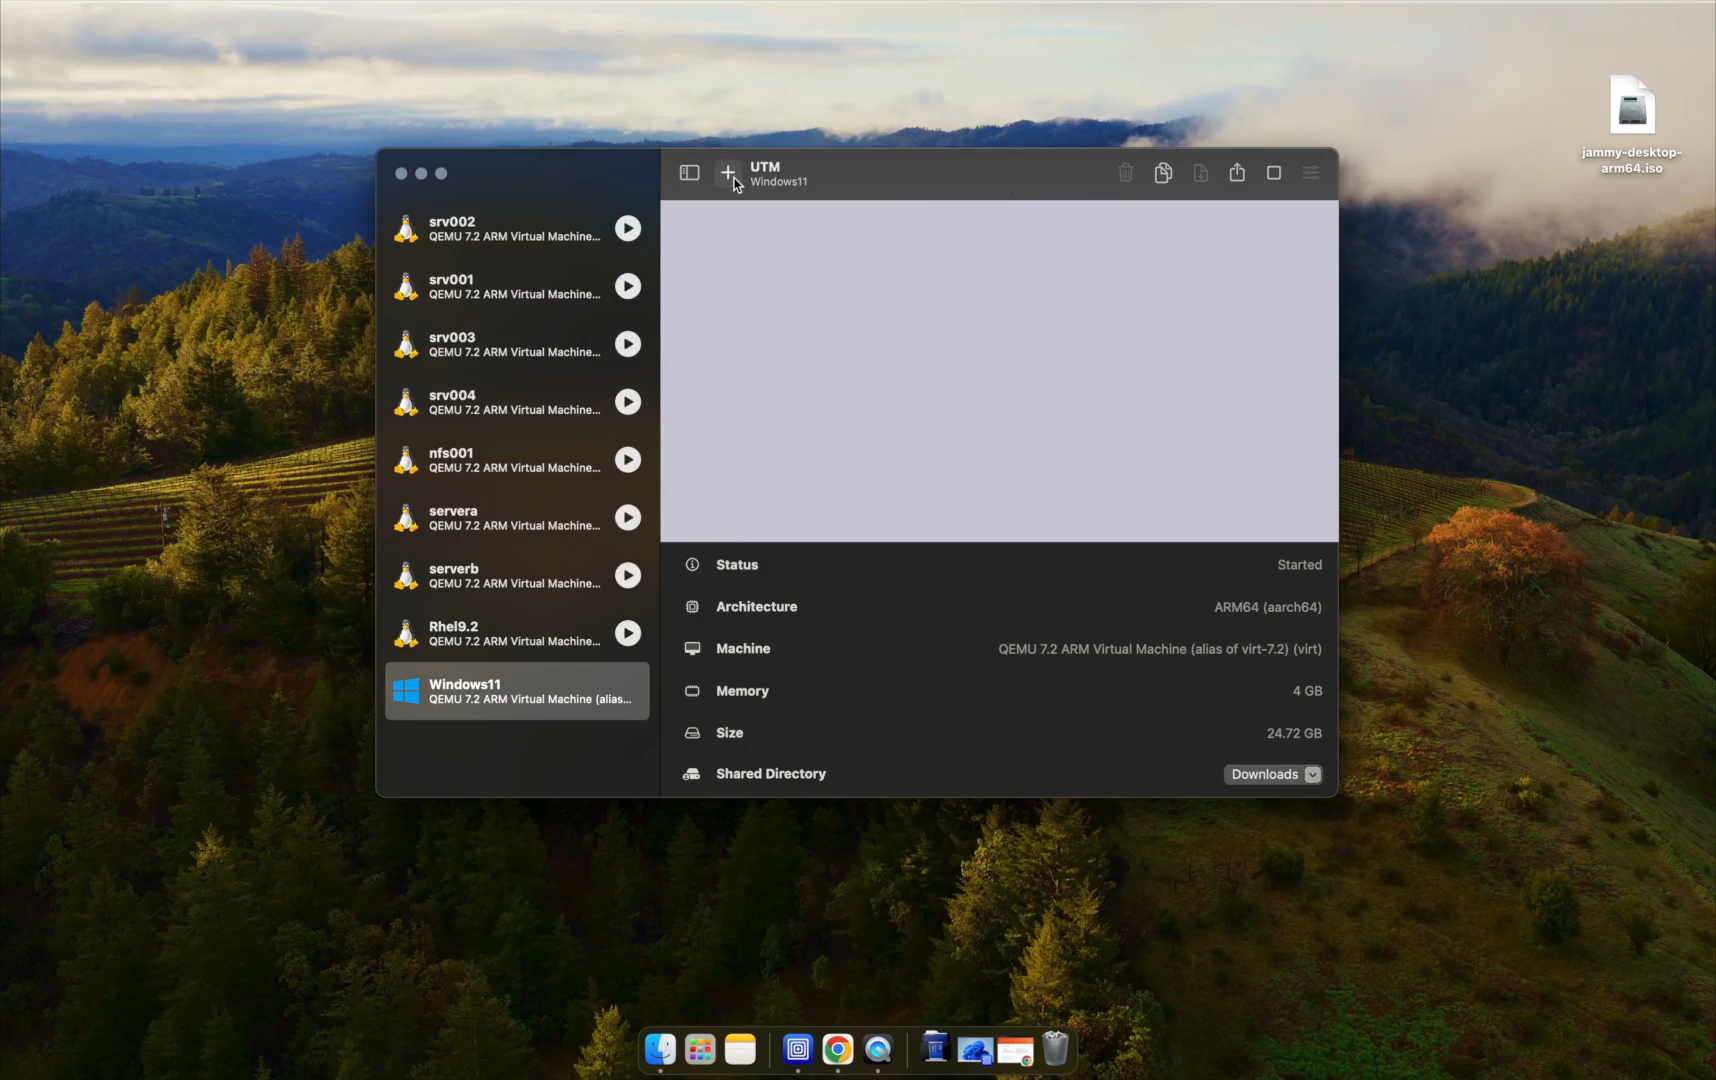 jammy-desktop-
arm64.iso
UTM
Windows11
srv002
QEMU 7.2 ARM Virtual Machine...
srv001
QEMU 7.2 ARM Virtual Machine...
srv003
QEMU 7.2 ARM Virtual Machine...
srv004
QEMU 7.2 ARM Virtual Machine...
nfs001
QEMU 7.2 ARM Virtual Machine...
servera
QEMU 7.2 ARM Virtual Machine...
serverb
QEMU 7.2 ARM Virtual Machine...
Rhel9.2
QEMU 7.2 ARM Virtual Machine...
Windows11
QEMU 7.2 ARM Virtual Machine (alias...
Status Started
Architecture ARM64 (aarch64)
Machine QEMU 7.2 ARM Virtual Machine (alias of virt-7.2) (virt)
Memory 4 GB
Size 24.72 GB
Shared Directory Downloads